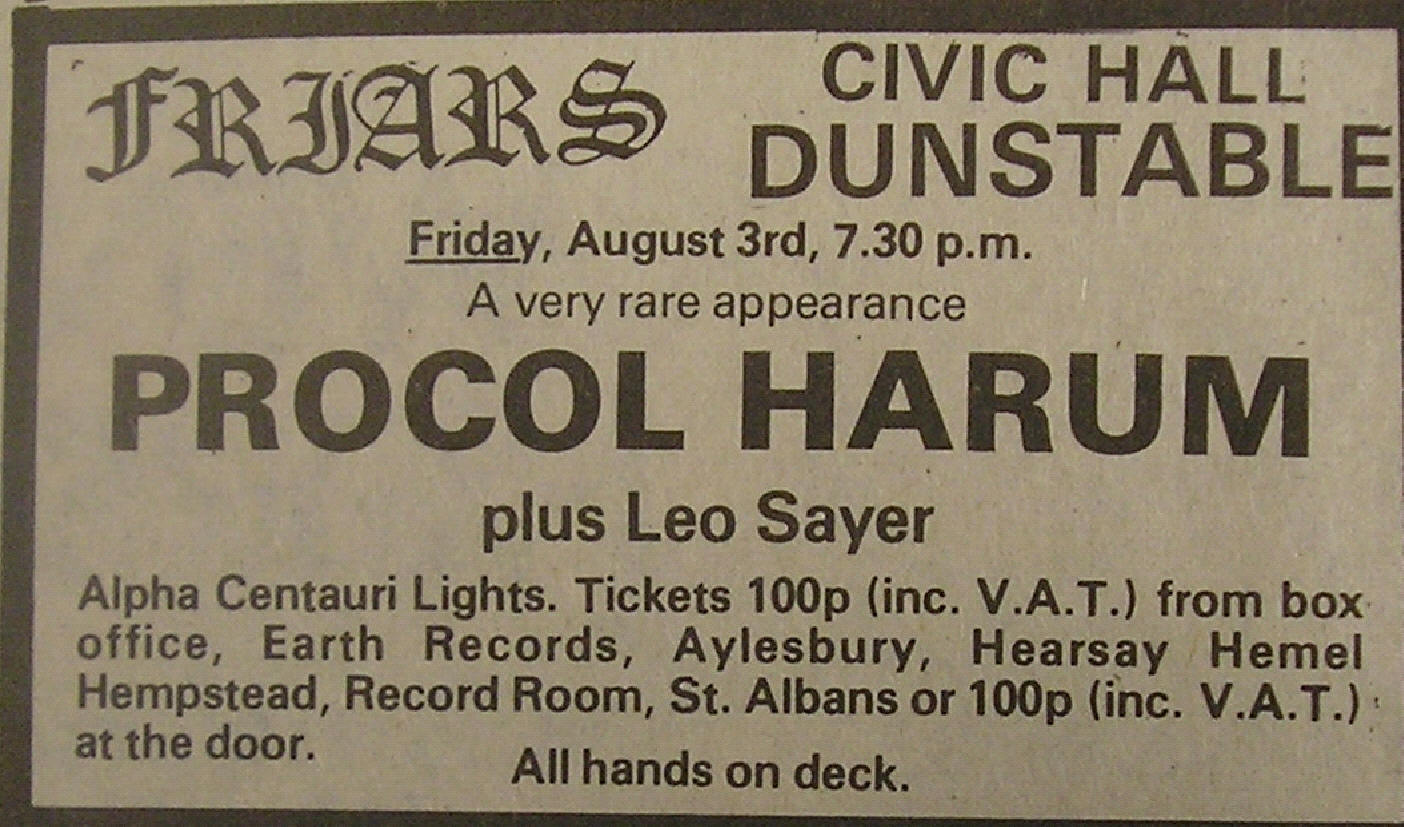 FRIARS
CIVIC HALL
DUNSTABLE
Friday, August 3rd, 7.30 p.m.
A very rare appearance
PROCOL HARUM
plus Leo Sayer
Alpha Centauri Lights. Tickets 100p (inc. V.A.T.) from box
office, Earth Records, Aylesbury, Hearsay Hemel
Hempstead, Record Room, St. Albans or 100p (inc. V.A.T.)
at the door.
All hands on deck.